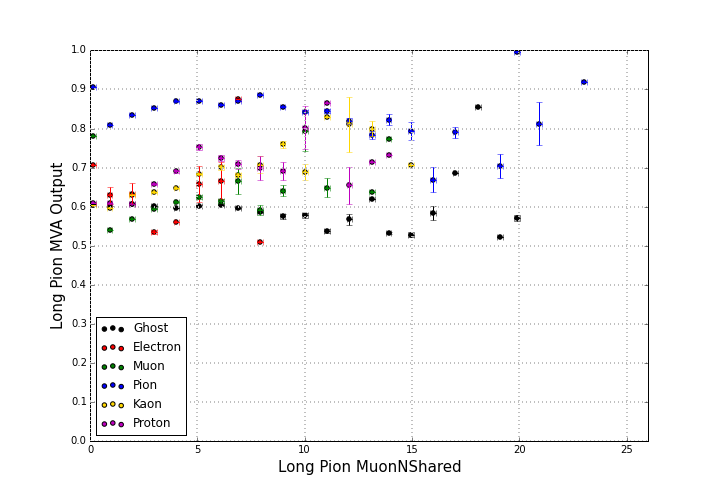 1.0
0.9
0.8
0.7
0.6
0.5
0.4
0.3
0.2
0.1
0.0
Long Pion MVA Output
Ghost
Electron
Muon
Pion
Kaon
Proton
0 5 10 15 20 25
Long Pion MuonNShared